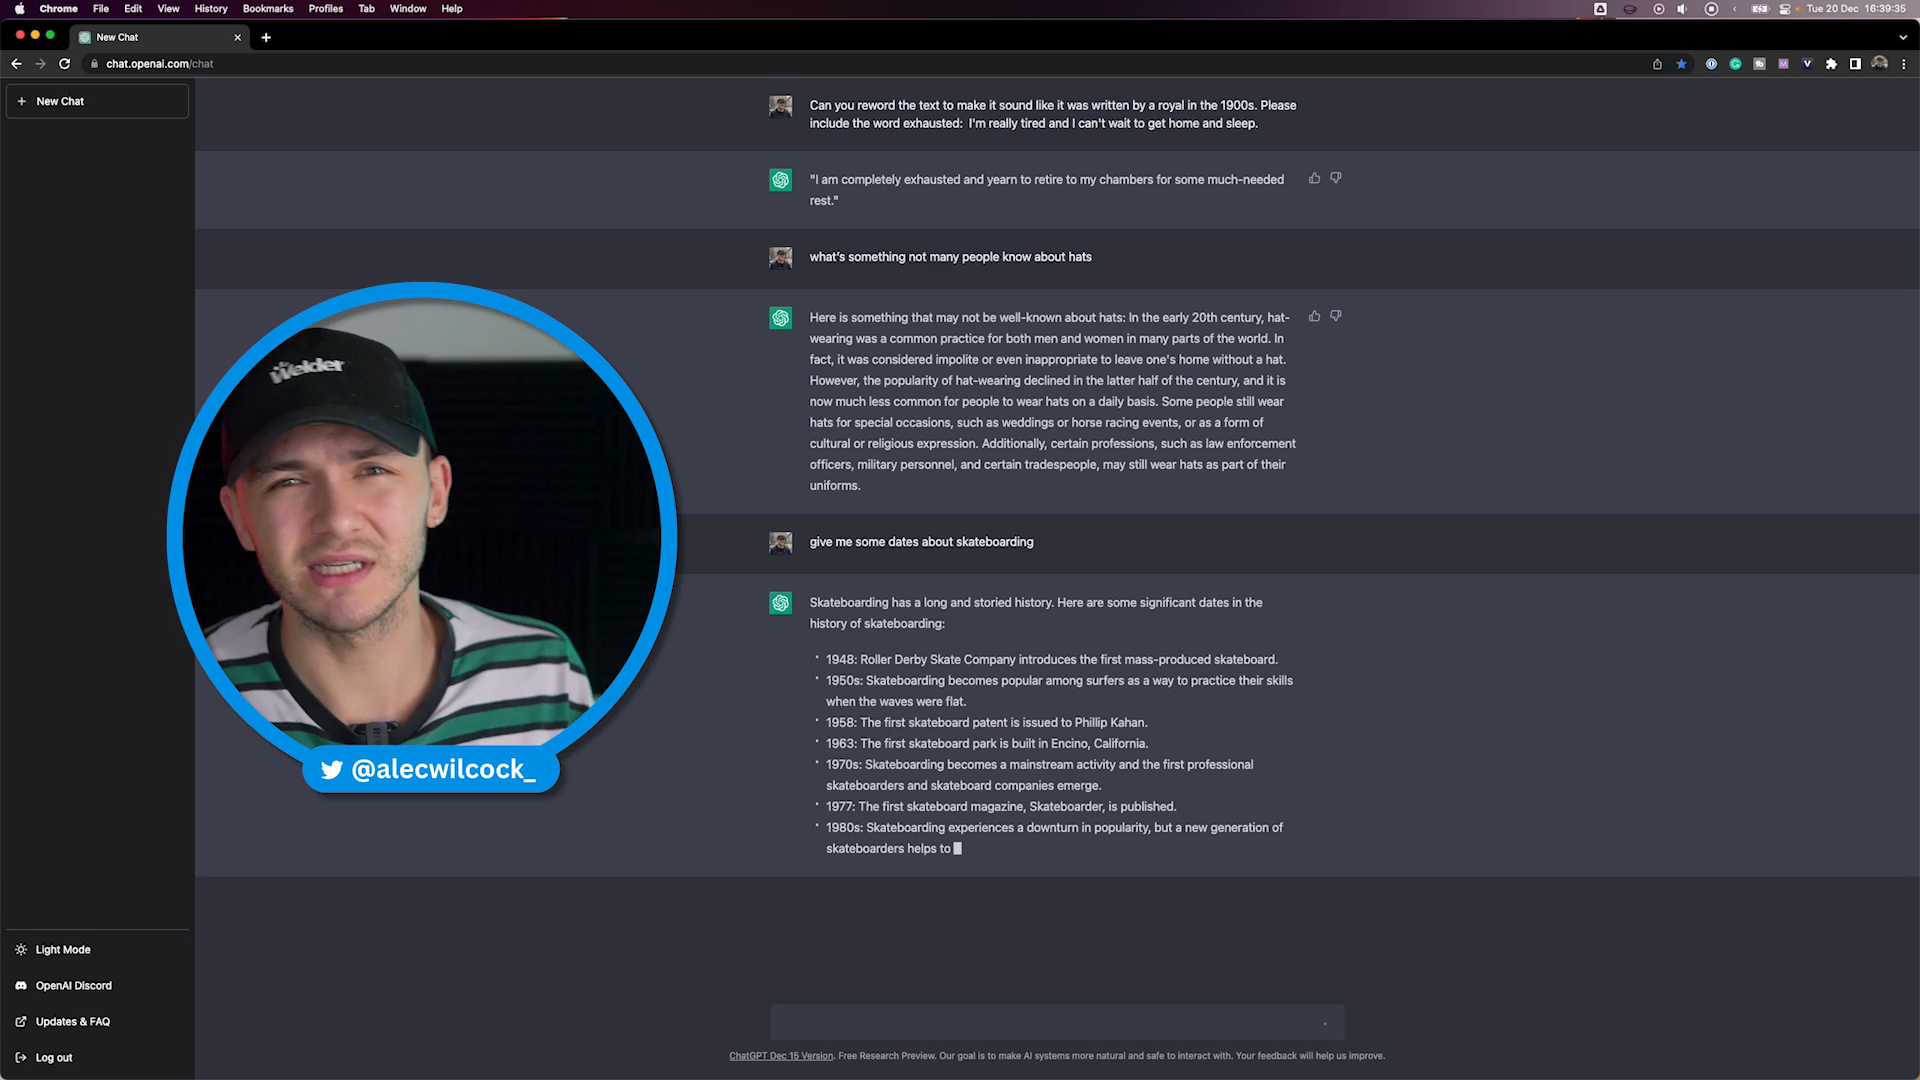 Chrome File Edit View History Bookmarks Profiles Tab Window Help
Tue 20 Dec 16:39:35
New Chat
chat.openai.com/chat
New Chat
Can you reword the text to make it sound like it was written by a royal in the 1900s. Please
include the word exhausted: I'm really tired and I can't wait to get home and sleep.
"I am completely exhausted and yearn to retire to my chambers for some much-needed
rest."
what's something not many people know about hats
Here is something that may not be well-known about hats: In the early 20th century, hat-
wearing was a common practice for both men and women in many parts of the world. In
fact, it was considered impolite or even inappropriate to leave one's home without a hat.
However, the popularity of hat-wearing declined in the latter half of the century, and it is
now much less common for people to wear hats on a daily basis. Some people still wear
hats for special occasions, such as weddings or horse racing events, or as a form of
cultural or religious expression. Additionally, certain professions, such as law enforcement
officers, military personnel, and certain tradespeople, may still wear hats as part of their
uniforms.
give me some dates about skateboarding
Skateboarding has a long and storied history. Here are some significant dates in the
history of skateboarding:
• 1948: Roller Derby Skate Company introduces the first mass-produced skateboard.
• 1950s: Skateboarding becomes popular among surfers as a way to practice their skills
when the waves were flat.
• 1958: The first skateboard patent is issued to Phillip Kahan.
• 1963: The first skateboard park is built in Encino, California.
• 1970s: Skateboarding becomes a mainstream activity and the first professional
skateboarders and skateboard companies emerge.
• 1977: The first skateboard magazine, Skateboarder, is published.
• 1980s: Skateboarding experiences a downturn in popularity, but a new generation of
skateboarders helps to
Welder
@alecwilcock_
Light Mode
OpenAI Discord
Updates & FAQ
Log out
ChatGPT Dec 15 Version. Free Research Preview. Our goal is to make AI systems more natural and safe to interact with. Your feedback will help us improve.